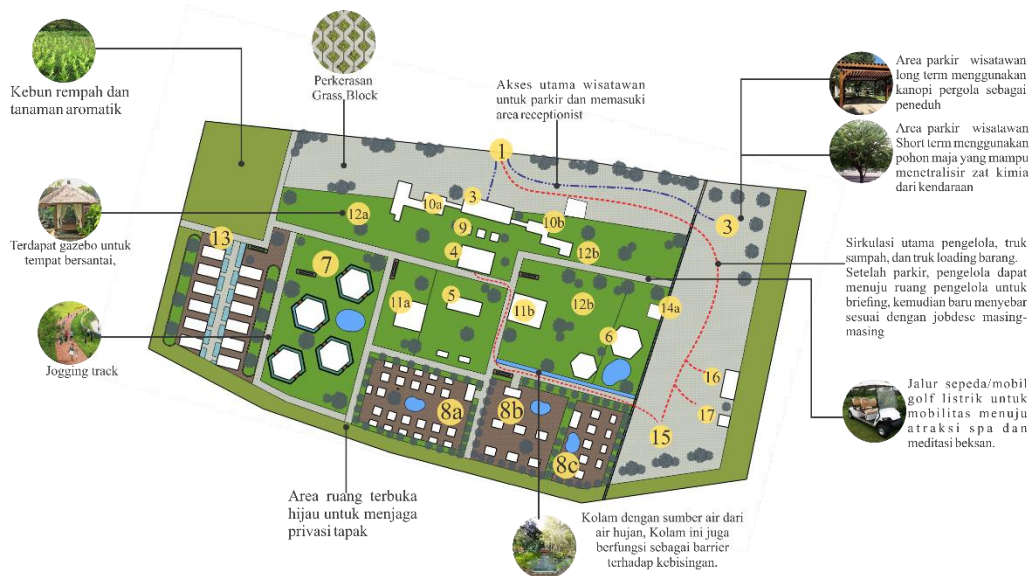 Kebun rempah dan
tanaman aromatik
Perkerasan
Grass Block
Akses utama wisatawan
untuk parkir dan memasuki
area receptionist
Area parkir wisatawan
long term menggunakan
kanopi pergola sebagai
peneduh
Area parkir wisatawan
Short term menggunakan
pohon maja yang mampu
menetralisir zat kimia
dari kendaraan
Terdapat gazebo untuk
tempat bersantai,
Jogging track
1
3
3
10a
10b
12a
9
4
12b
13
7
11a
5
11b
12b
14a
6
8a
8b
8c
15
16
17
Sirkulasi utama pengelola, truk
sampah, dan truk loading barang.
Setelah parkir, pengelola dapat
menuju ruang pengelola untuk
briefing, kemudian baru menyebar
sesuai dengan jobdesc masing-
masing
Jalur sepeda/mobil
golf listrik untuk
mobilitas menuju
atraksi spa dan
meditasi beksan.
Area ruang terbuka
hijau untuk menjaga
privasi tapak
Kolam dengan sumber air dari
air hujan, Kolam ini juga
berfungsi sebagai barrier
terhadap kebisingan.